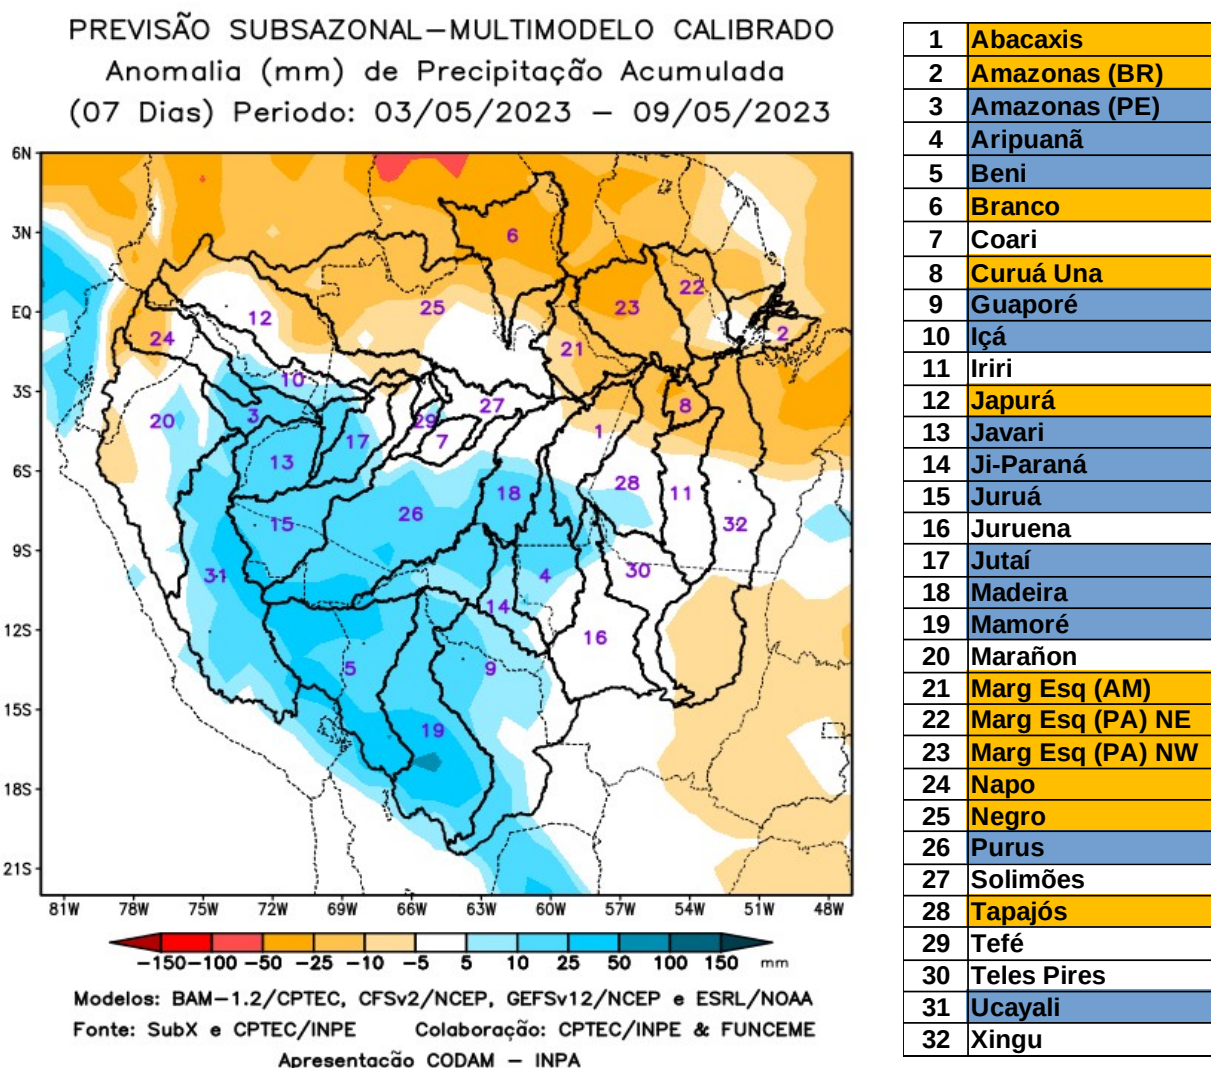 PREVISÃO SUBSAZONAL–MULTIMODELO CALIBRADO
Anomalia (mm) de Precipitação Acumulada
(07 Dias) Periodo: 03/05/2023 – 09/05/2023
6N
3N
EQ
3S
6S
9S
12S
15S
18S
21S
81W 78W 75W 72W 69W 66W 63W 60W 57W 54W 51W 48W
6
22
25
23
12
2
24
21
10
27
3
8
20
29
1
17
7
13
28
18
11
26
15
32
31
4
30
14
16
5
9
19
−150 −100 −50 −25 −10 −5 5 10 25 50 100 150 mm
Modelos: BAM−1.2/CPTEC, CFSv2/NCEP, GEFSv12/NCEP e ESRL/NOAA
Fonte: SubX e CPTEC/INPE Colaboração: CPTEC/INPE & FUNCEME
Apresentação CODAM – INPA
1 Abacaxis
2 Amazonas (BR)
3 Amazonas (PE)
4 Aripuanã
5 Beni
6 Branco
7 Coari
8 Curuá Una
9 Guaporé
10 Içá
11 Iriri
12 Japurá
13 Javari
14 Ji-Paraná
15 Juruá
16 Juruena
17 Jutaí
18 Madeira
19 Mamoré
20 Marañon
21 Marg Esq (AM)
22 Marg Esq (PA) NE
23 Marg Esq (PA) NW
24 Napo
25 Negro
26 Purus
27 Solimões
28 Tapajós
29 Tefé
30 Teles Pires
31 Ucayali
32 Xingu